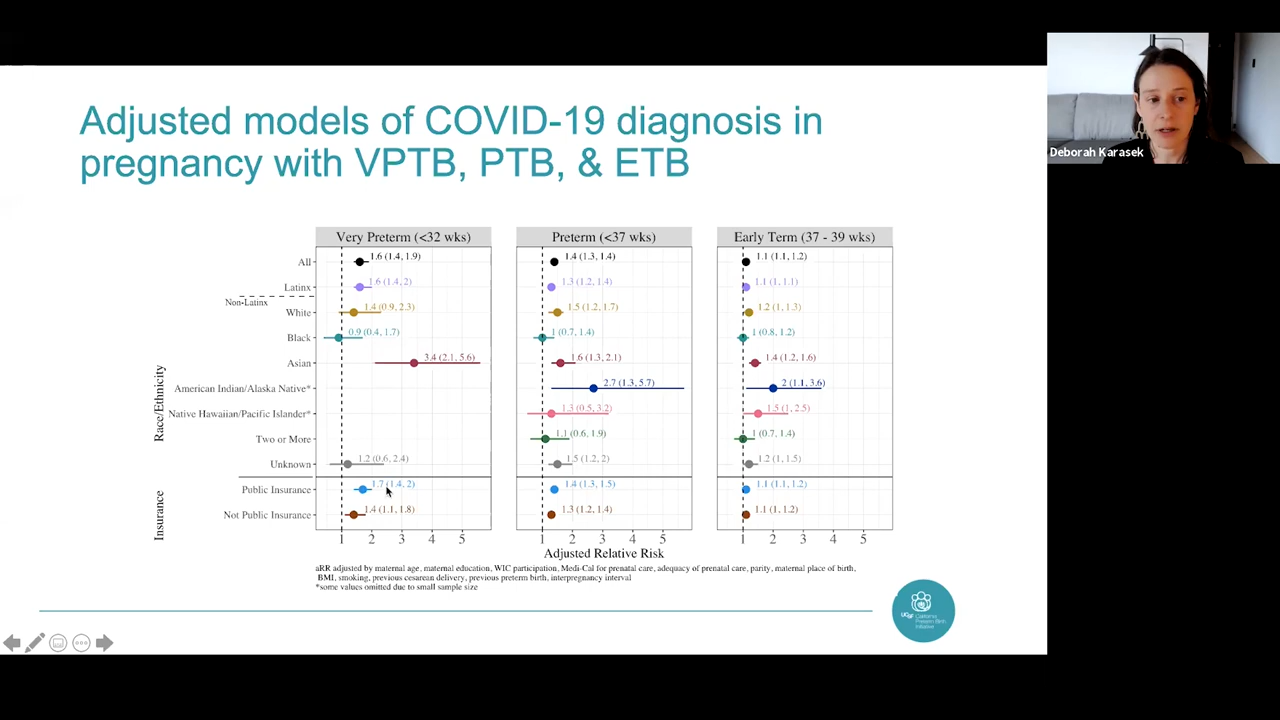 Adjusted models of COVID-19 diagnosis in
pregnancy with VPTB, PTB, & ETB
Deborah Karasek
Very Preterm (<32 wks)
Preterm (<37 wks)
Early Term (37 - 39 wks)
All
1.6 (1.4, 1.9)
1.4 (1.3, 1.4)
1.1 (1.1, 1.2)
Latinx
1.6 (1.4, 2)
1.3 (1.2, 1.4)
1.1 (1, 1.1)
Non-Latinx
White
1.4 (0.9, 2.3)
1.5 (1.2, 1.7)
1.2 (1, 1.3)
Black
0.9 (0.4, 1.7)
1 (0.7, 1.4)
1 (0.8, 1.2)
Asian
3.4 (2.1, 5.6)
1.6 (1.3, 2.1)
1.4 (1.2, 1.6)
American Indian/Alaska Native*
2.7 (1.3, 5.7)
2 (1.1, 3.6)
Native Hawaiian/Pacific Islander*
1.3 (0.5, 3.2)
1.5 (1, 2.5)
Two or More
1.1 (0.6, 1.9)
1 (0.7, 1.4)
Unknown
1.2 (0.6, 2.4)
1.5 (1.2, 2)
1.2 (1, 1.5)
Race/Ethnicity
Public Insurance
1.7 (1.4, 2)
1.4 (1.3, 1.5)
1.1 (1.1, 1.2)
Not Public Insurance
1.4 (1.1, 1.8)
1.3 (1.2, 1.4)
1.1 (1, 1.2)
Insurance
1 2 3 4 5
1 2 3 4 5
1 2 3 4 5
Adjusted Relative Risk
aRR adjusted by maternal age, maternal education, WIC participation, Medi-Cal for prenatal care, adequacy of prenatal care, parity, maternal place of birth,
BMI, smoking, previous cesarean delivery, previous preterm birth, interpregnancy interval
*some values omitted due to small sample size
UCSF
California
Preterm Birth
Initiative